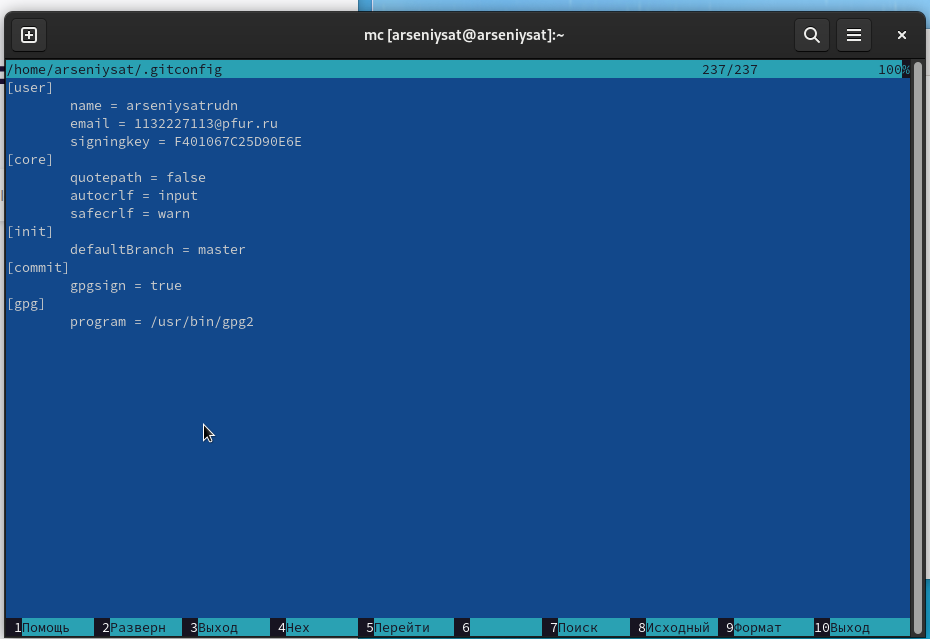 mc [arseniysat@arseniysat]:~
/home/arseniysat/.gitconfig 237/237 100%
[user]
name = arseniysatrudn
email = 1132227113@pfur.ru
signingkey = F401067C25D90E6E
[core]
quotepath = false
autocrlf = input
safecrlf = warn
[init]
defaultBranch = master
[commit]
gpgsign = true
[gpg]
program = /usr/bin/gpg2
1Помощь 2Разверн 3Выход 4Hex 5Перейти 6 7Поиск 8Исходный 9Формат 10Выход